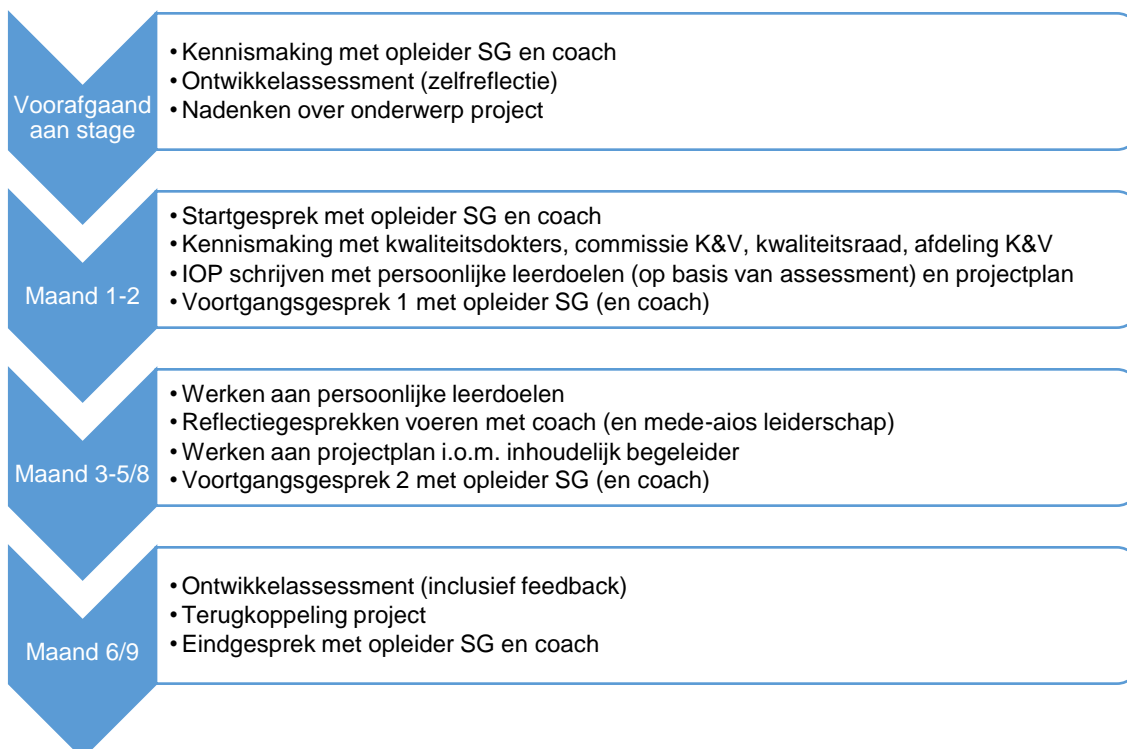 Voorafgaand
aan stage
• Kennismaking met opleider SG en coach
• Ontwikkelassessment (zelfreflectie)
• Nadenken over onderwerp project
Maand 1-2
• Startgesprek met opleider SG en coach
• Kennismaking met kwaliteitsdokters, commissie K&V, kwaliteitsraad, afdeling K&V
• IOP schrijven met persoonlijke leerdoelen (op basis van assessment) en projectplan
• Voortgangsgesprek 1 met opleider SG (en coach)
Maand 3-5/8
• Werken aan persoonlijke leerdoelen
• Reflectiegesprekken voeren met coach (en mede-aios leiderschap)
• Werken aan projectplan i.o.m. inhoudelijk begeleider
• Voortgangsgesprek 2 met opleider SG (en coach)
Maand 6/9
• Ontwikkelassessment (inclusief feedback)
• Terugkoppeling project
• Eindgesprek met opleider SG en coach